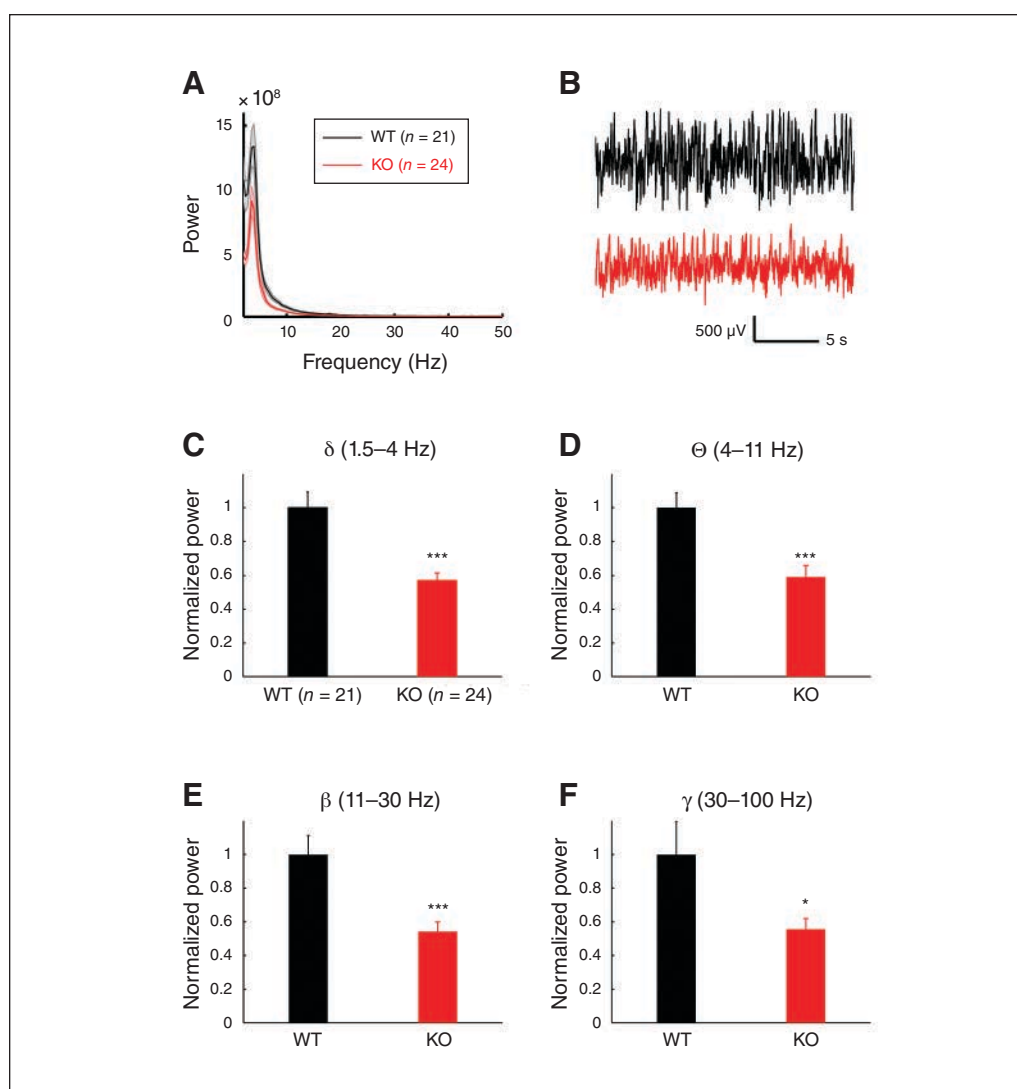 A
B
× 10⁸
15
10
5
0
Power
WT (n = 21)
KO (n = 24)
10 20 30 40 50
Frequency (Hz)
500 µV
5 s
C
δ (1.5–4 Hz)
Normalized power
1
0.8
0.6
0.4
0.2
0
***
WT (n = 21) KO (n = 24)
D
Θ (4–11 Hz)
Normalized power
1
0.8
0.6
0.4
0.2
0
***
WT KO
E
β (11–30 Hz)
Normalized power
1
0.8
0.6
0.4
0.2
0
***
WT KO
F
γ (30–100 Hz)
Normalized power
1
0.8
0.6
0.4
0.2
0
*
WT KO